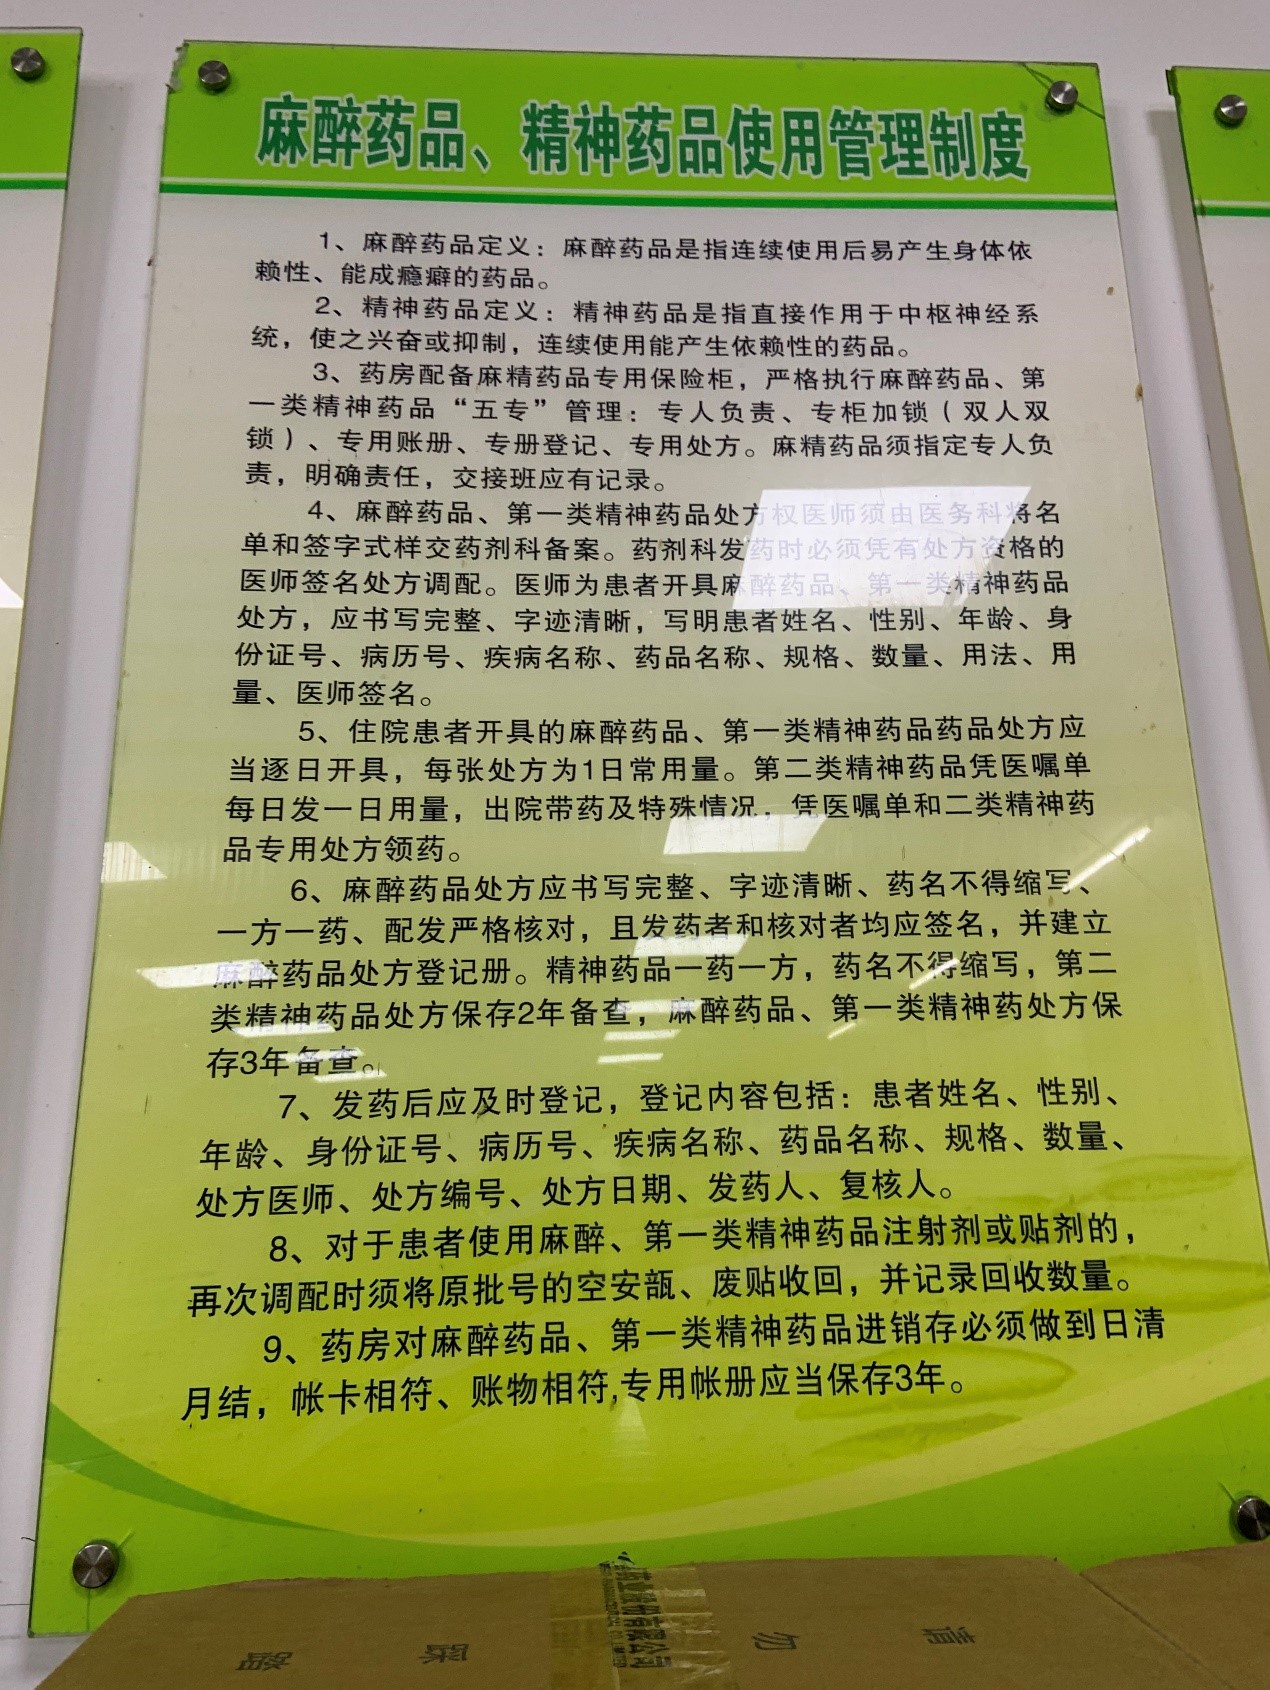 麻醉药品、精神药品使用管理制度
1、麻醉药品定义：麻醉药品是指连续使用后易产生身体依
赖性、能成瘾癖的药品。
2、精神药品定义：精神药品是指直接作用于中枢神经系
统，使之兴奋或抑制，连续使用能产生依赖性的药品。
3、药房配备麻精药品专用保险柜，严格执行麻醉药品、第
一类精神药品“五专”管理：专人负责、专柜加锁（双人双
锁）、专用账册、专册登记、专用处方。麻精药品须指定专人负
责，明确责任，交接班应有记录。
4、麻醉药品、第一类精神药品处方权医师须由医务科将名
单和签字式样交药剂科备案。药剂科发药时必须凭有处方资格的
医师签名处方调配。医师为患者开具麻醉药品、第一类精神药品
处方，应书写完整、字迹清晰，写明患者姓名、性别、年龄、身
份证号、病历号、疾病名称、药品名称、规格、数量、用法、用
量、医师签名。
5、住院患者开具的麻醉药品、第一类精神药品药品处方应
当逐日开具，每张处方为1日常用量。第二类精神药品凭医嘱单
每日发一日用量，出院带药及特殊情况，凭医嘱单和二类精神药
品专用处方领药。
6、麻醉药品处方应书写完整、字迹清晰、药名不得缩写、
一方一药、配发严格核对，且发药者和核对者均应签名，并建立
麻醉药品处方登记册。精神药品一药一方，药名不得缩写，第二
类精神药品处方保存2年备查，麻醉药品、第一类精神药处方保
存3年备查。
7、发药后应及时登记，登记内容包括：患者姓名、性别、
年龄、身份证号、病历号、疾病名称、药品名称、规格、数量、
处方医师、处方编号、处方日期、发药人、复核人。
8、对于患者使用麻醉、第一类精神药品注射剂或贴剂的，
再次调配时须将原批号的空安瓿、废贴收回，并记录回收数量。
9、药房对麻醉药品、第一类精神药品进销存必须做到日清
月结，帐卡相符、账物相符,专用帐册应当保存3年。
业股份有限公司
请勿踩踏